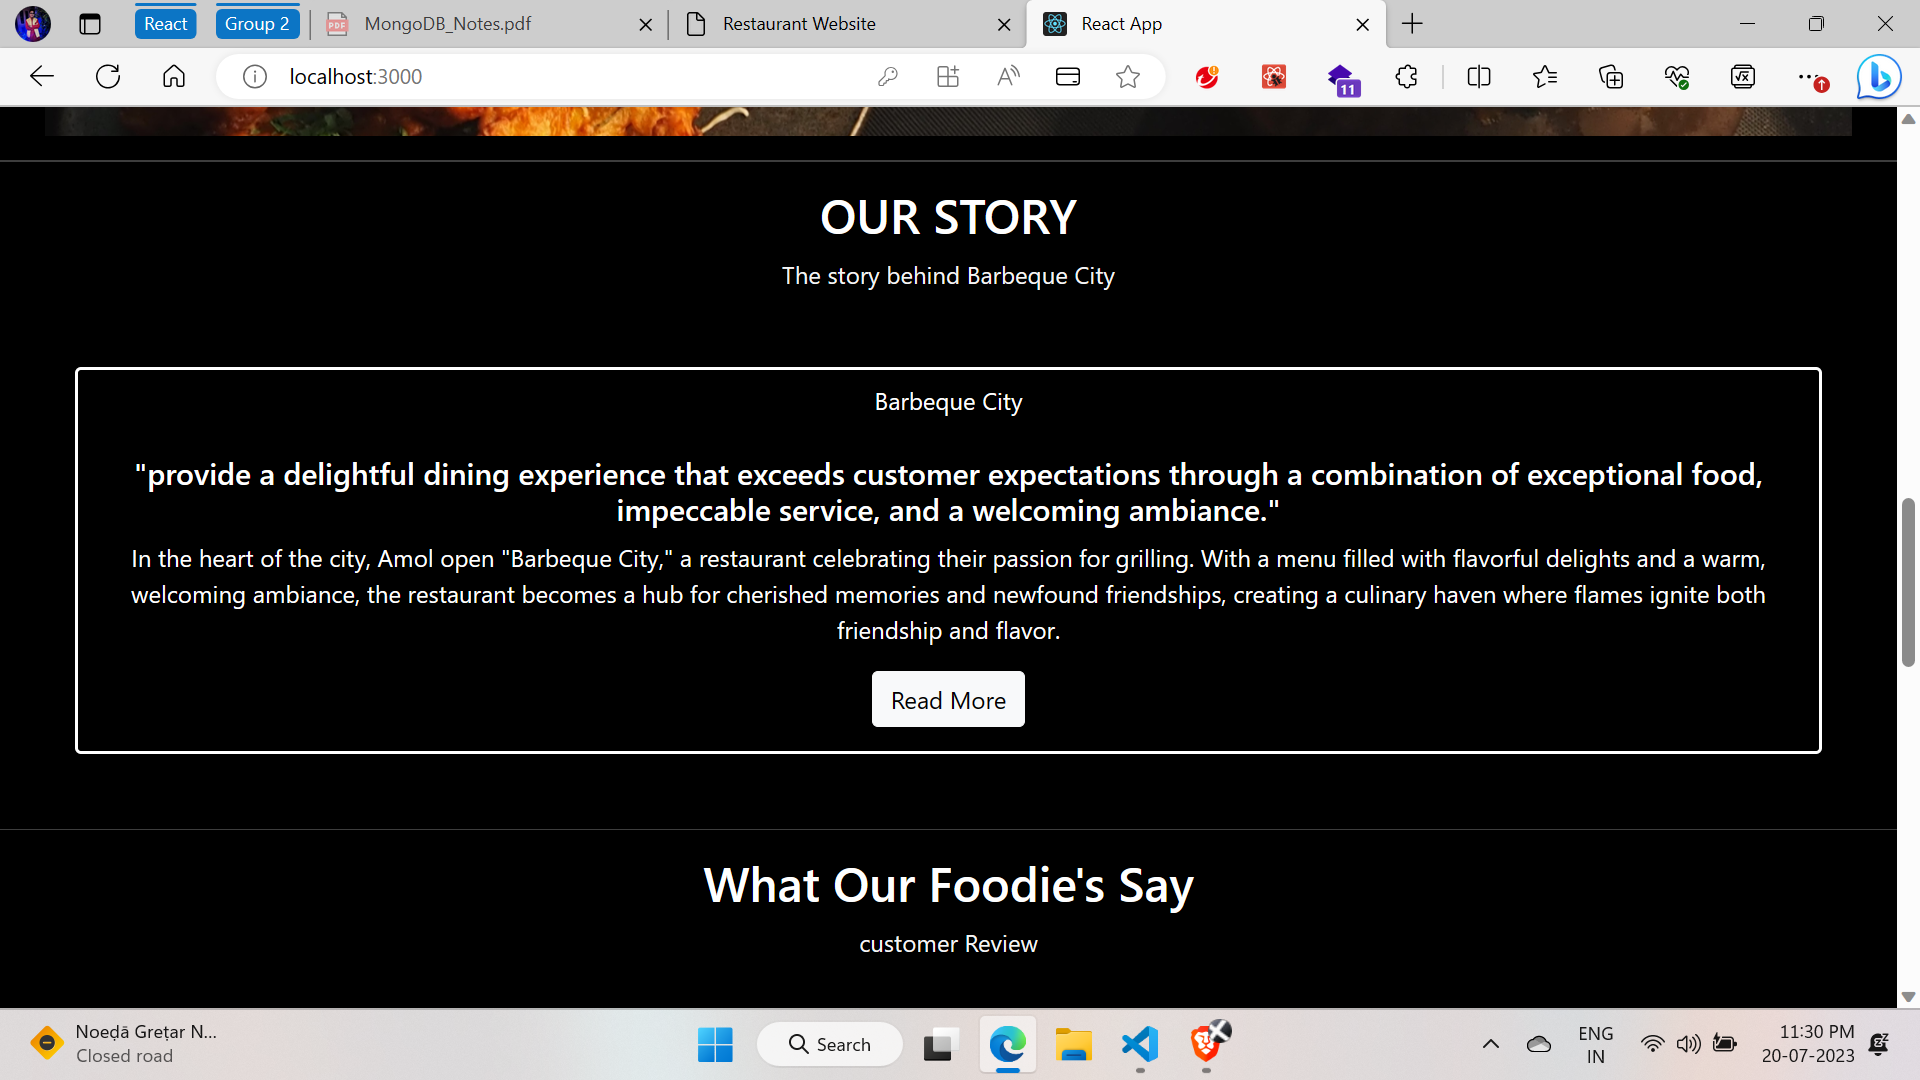 React
Group 2
MongoDB_Notes.pdf
Restaurant Website
React App
localhost:3000
11
OUR STORY
The story behind Barbeque City
Barbeque City
"provide a delightful dining experience that exceeds customer expectations through a combination of exceptional food,
impeccable service, and a welcoming ambiance."
In the heart of the city, Amol open "Barbeque City," a restaurant celebrating their passion for grilling. With a menu filled with flavorful delights and a warm,
welcoming ambiance, the restaurant becomes a hub for cherished memories and newfound friendships, creating a culinary haven where flames ignite both
friendship and flavor.
Read More
What Our Foodie's Say
customer Review
Noeḍā Greṭar N...
Closed road
Search
ENG
IN
11:30 PM
20-07-2023